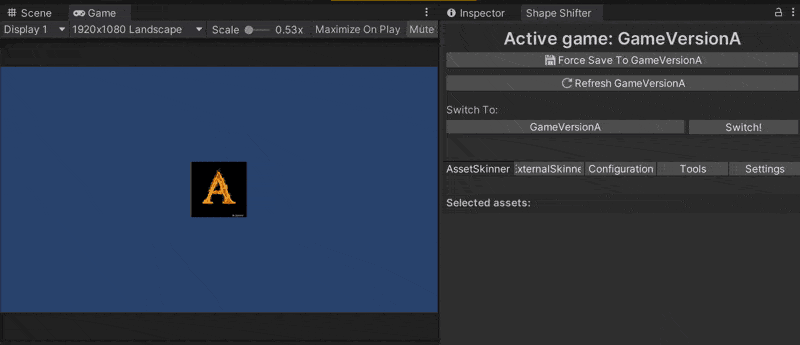 Scene Game
Display 1 1920x1080 Landscape Scale 0.53x Maximize On Play Mute
A
Inspector Shape Shifter
Active game: GameVersionA
Force Save To GameVersionA
Refresh GameVersionA
Switch To:
GameVersionA Switch!
AssetSkinner xternalSkinne Configuration Tools Settings
Selected assets: